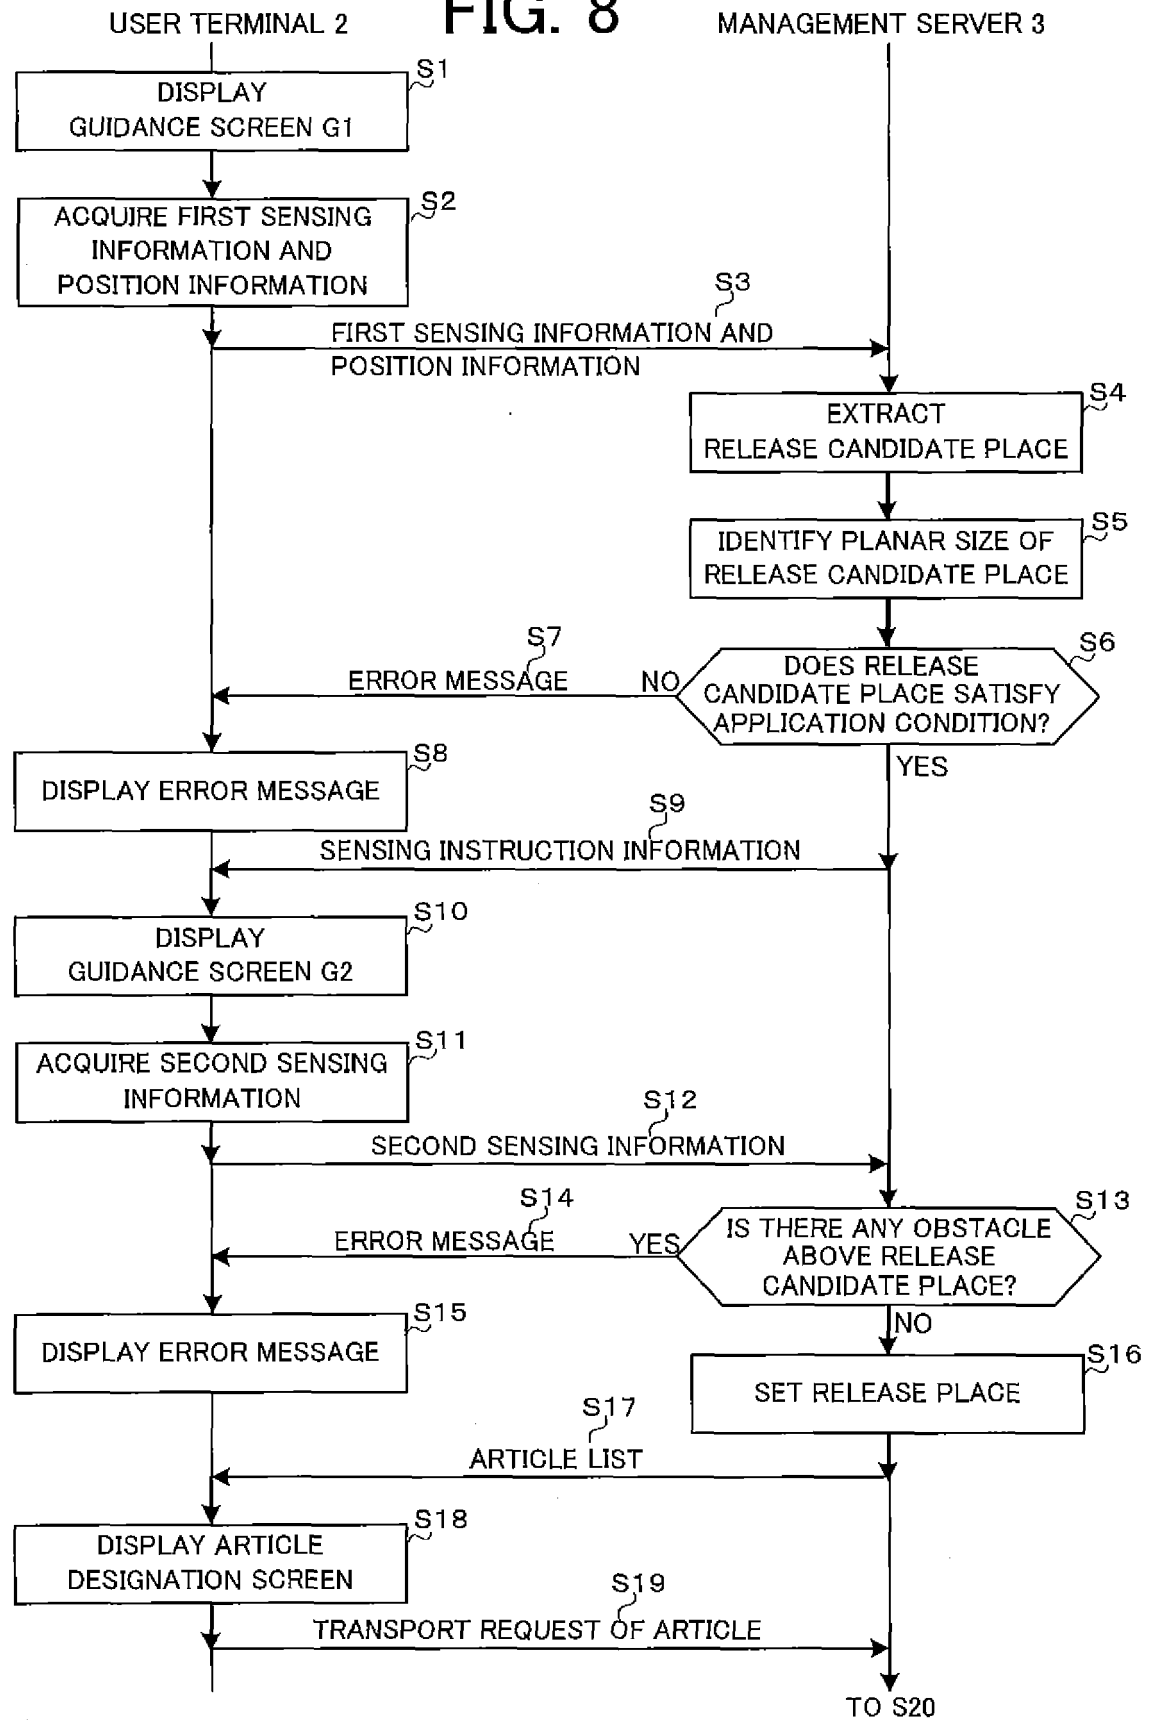 FIG. 8
USER TERMINAL 2
MANAGEMENT SERVER 3
S1
DISPLAY
GUIDANCE SCREEN G1
S2
ACQUIRE FIRST SENSING
INFORMATION AND
POSITION INFORMATION
S3
FIRST SENSING INFORMATION AND
POSITION INFORMATION
S4
EXTRACT
RELEASE CANDIDATE PLACE
S5
IDENTIFY PLANAR SIZE OF
RELEASE CANDIDATE PLACE
S6
DOES RELEASE
CANDIDATE PLACE SATISFY
APPLICATION CONDITION?
S7
ERROR MESSAGE
NO
YES
S8
DISPLAY ERROR MESSAGE
S9
SENSING INSTRUCTION INFORMATION
S10
DISPLAY
GUIDANCE SCREEN G2
S11
ACQUIRE SECOND SENSING
INFORMATION
S12
SECOND SENSING INFORMATION
S13
IS THERE ANY OBSTACLE
ABOVE RELEASE
CANDIDATE PLACE?
S14
ERROR MESSAGE
YES
NO
S15
DISPLAY ERROR MESSAGE
S16
SET RELEASE PLACE
S17
ARTICLE LIST
S18
DISPLAY ARTICLE
DESIGNATION SCREEN
S19
TRANSPORT REQUEST OF ARTICLE
TO S20